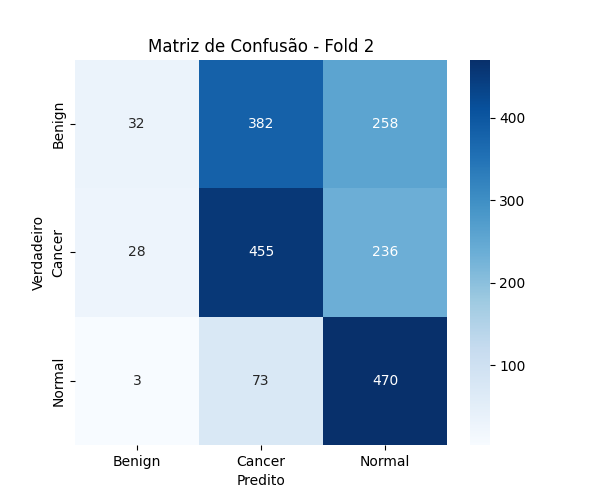 Matriz de Confusão - Fold 2
Verdadeiro
Benign
32 382 258
Cancer
28 455 236
Normal
3 73 470
Benign Cancer Normal
Predito
400
300
200
100